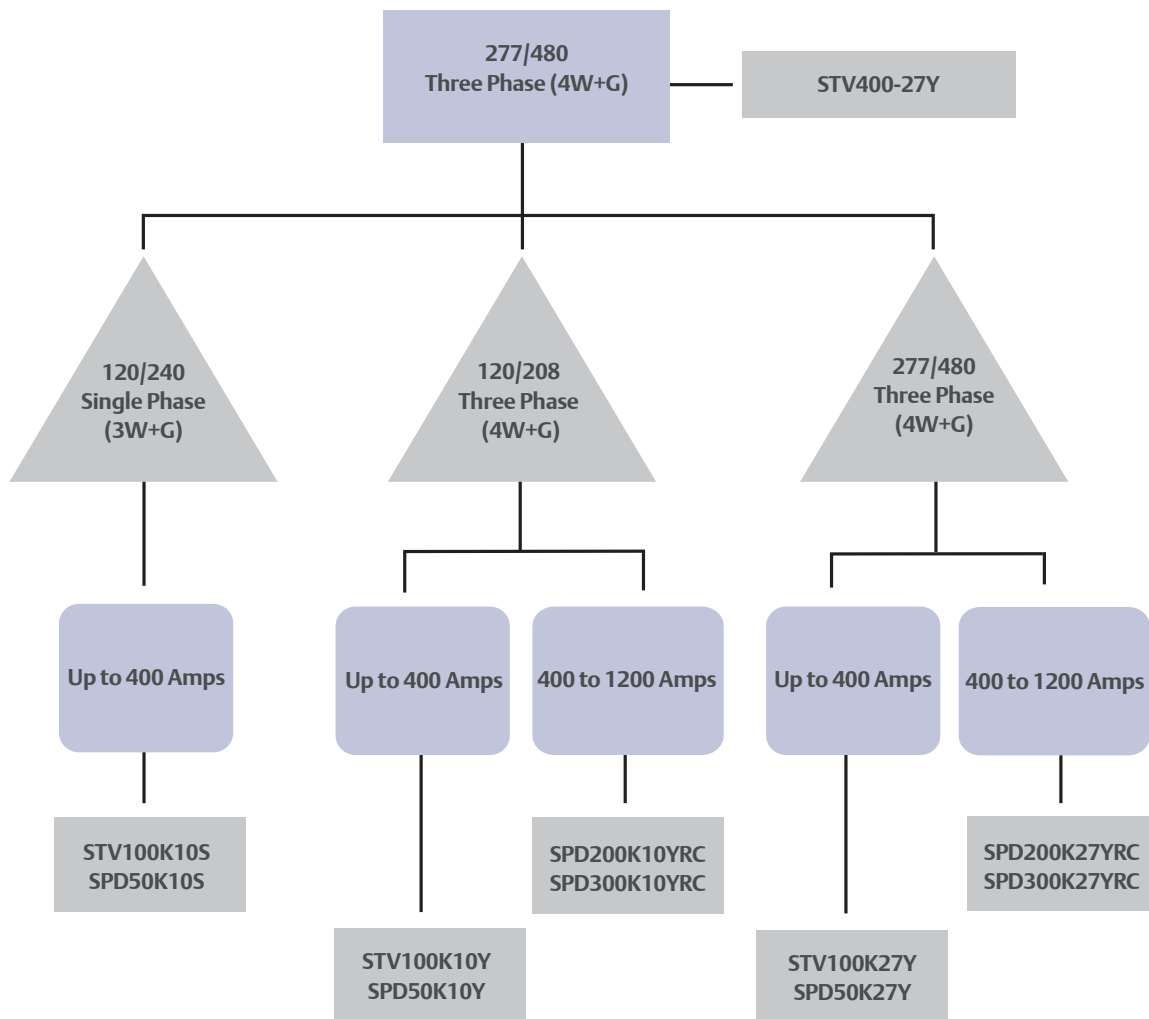 277/480
Three Phase (4W+G)
STV400-27Y
120/240
Single Phase
(3W+G)
120/208
Three Phase
(4W+G)
277/480
Three Phase
(4W+G)
Up to 400 Amps
Up to 400 Amps
400 to 1200 Amps
Up to 400 Amps
400 to 1200 Amps
STV100K10S
SPD50K10S
SPD200K10YRC
SPD300K10YRC
SPD200K27YRC
SPD300K27YRC
STV100K10Y
SPD50K10Y
STV100K27Y
SPD50K27Y